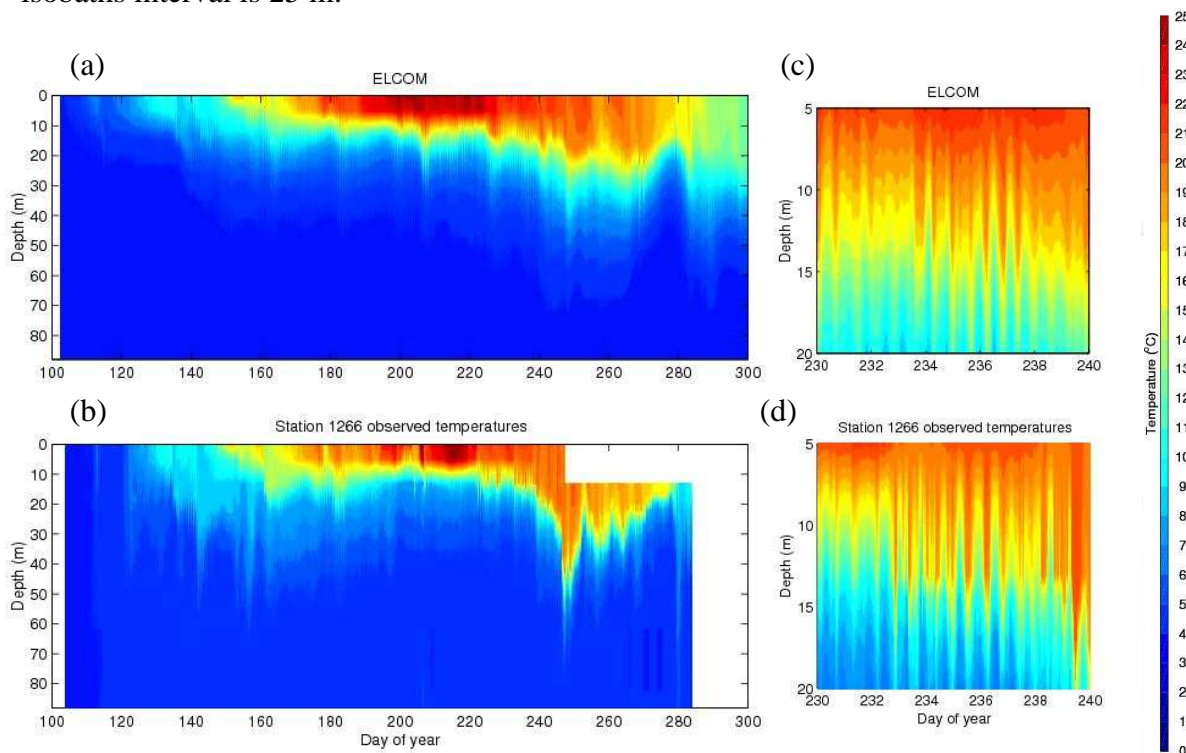 isobaths interval is 25 m.
(a)
ELCOM
0
10
20
30
40
50
60
70
80
Depth (m)
100 120 140 160 180 200 220 240 260 280 300
(c)
ELCOM
5
10
15
20
Depth (m)
230 232 234 236 238 240
(b)
Station 1266 observed temperatures
0
10
20
30
40
50
60
70
80
Depth (m)
100 120 140 160 180 200 220 240 260 280 300
Day of year
(d)
Station 1266 observed temperatures
5
10
15
20
Depth (m)
230 232 234 236 238 240
Day of year
25
24
23
22
21
20
19
18
17
16
15
14
13
12
11
10
9
8
7
6
5
4
3
2
1
0
Temperature (°C)